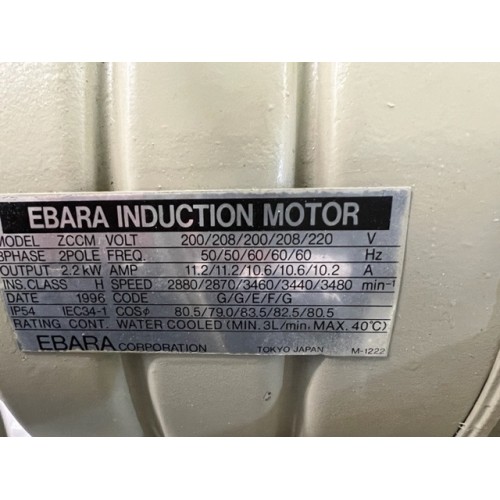 EBARA INDUCTION MOTOR
MODEL ZCCM VOLT 200/208/200/208/220 V
3PHASE 2POLE FREQ. 50/50/60/60/60 Hz
OUTPUT 2.2kW AMP 11.2/11.2/10.6/10.6/10.2 A
INS.CLASS H SPEED 2880/2870/3460/3440/3480 min⁻¹
DATE 1996 CODE G/G/E/F/G
IP54 IEC34-1 COSφ 80.5/79.0/83.5/82.5/80.5
RATING CONT. WATER COOLED (MIN. 3L/min. MAX. 40℃)
EBARA CORPORATION TOKYO JAPAN M-1222